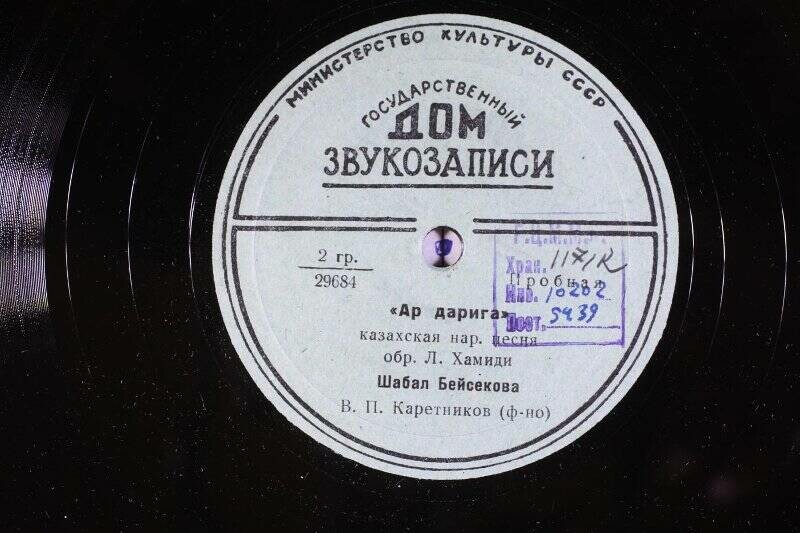 МИНИСТЕРСТВО КУЛЬТУРЫ СССР
ГОСУДАРСТВЕННЫЙ
ДОМ
ЗВУКОЗАПИСИ
2 гр.
29684
Хран. 117/R
Пробная
Инв. 10202
Пост. 5439
«Ар дарига»
казахская нар. песня
обр. Л. Хамиди
Шабал Бейсекова
В. П. Каретников (ф-но)